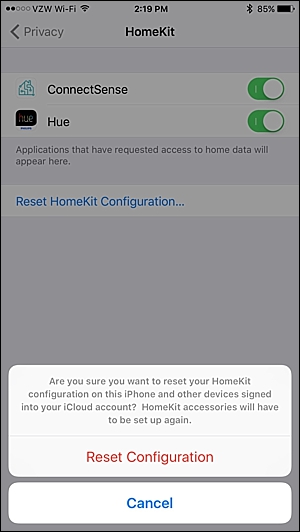 VZW Wi-Fi 2:19 PM 85%
Privacy HomeKit
ConnectSense
hue Hue
PHILIPS
Applications that have requested access to home data will
appear here.
Reset HomeKit Configuration...
Are you sure you want to reset your HomeKit
configuration on this iPhone and other devices signed
into your iCloud account? HomeKit accessories will have
to be set up again.
Reset Configuration
Cancel